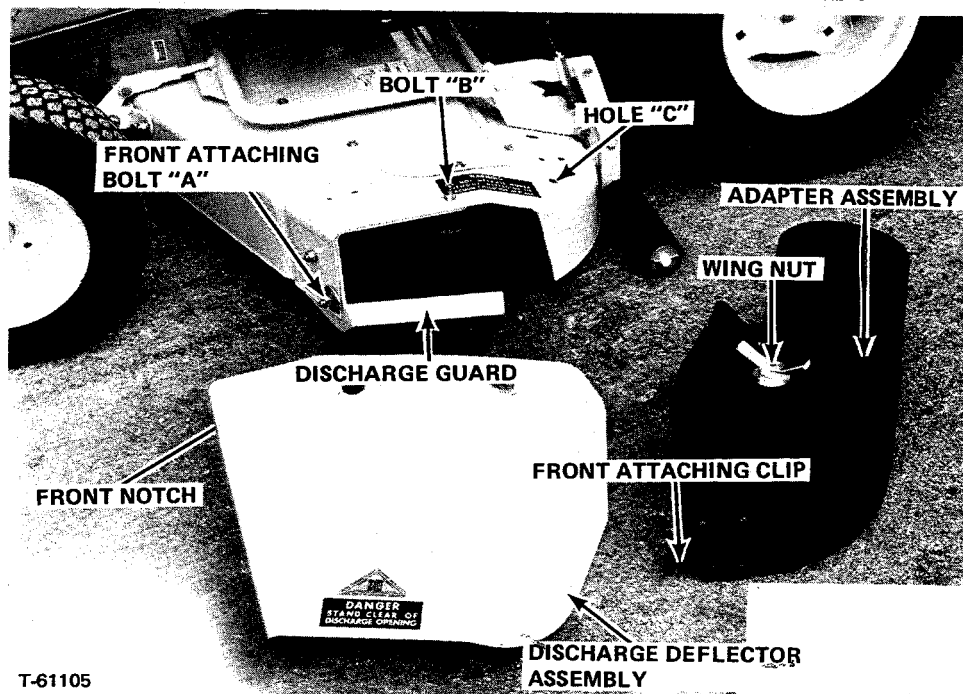 BOLT "B"
HOLE "C"
FRONT ATTACHING
BOLT "A"
ADAPTER ASSEMBLY
WING NUT
DISCHARGE GUARD
FRONT ATTACHING CLIP
FRONT NOTCH
DANGER
STAND CLEAR OF
DISCHARGE OPENING
DISCHARGE DEFLECTOR
ASSEMBLY
T-61105